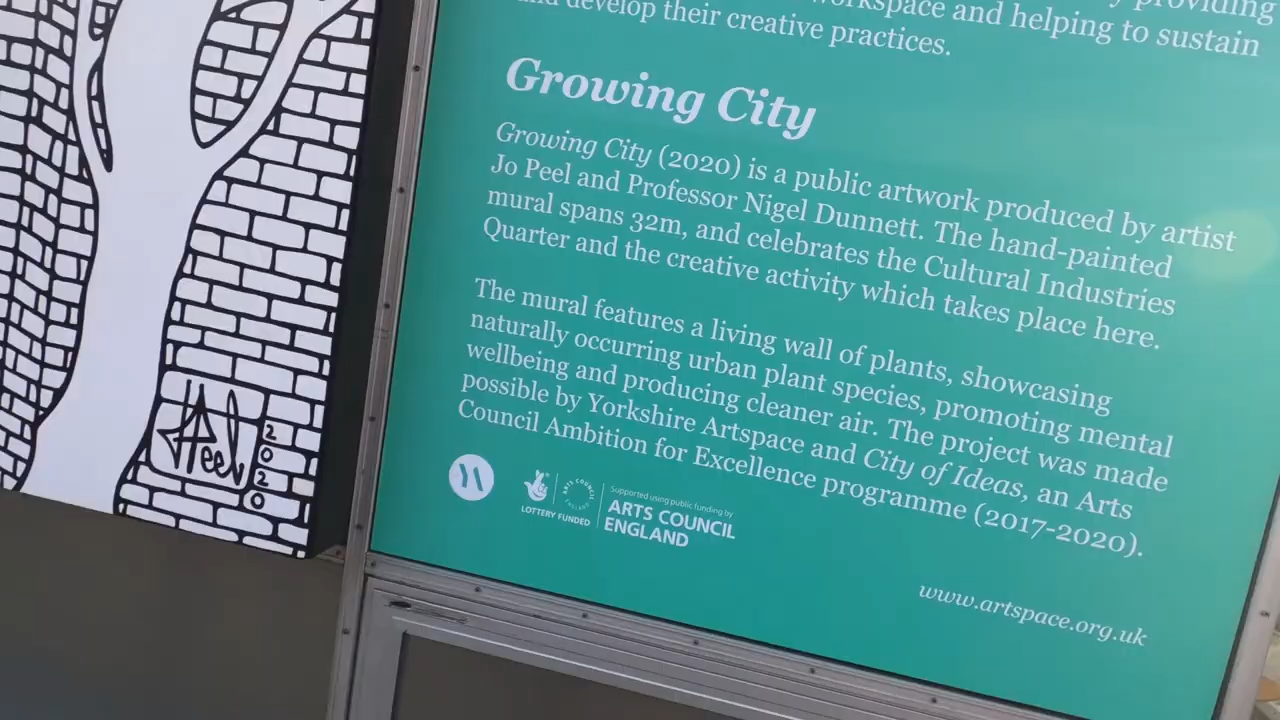 workspace and helping to sustain
develop their creative practices.
Growing City
Growing City (2020) is a public artwork produced by artist
Jo Peel and Professor Nigel Dunnett. The hand-painted
mural spans 32m, and celebrates the Cultural Industries
Quarter and the creative activity which takes place here.
The mural features a living wall of plants, showcasing
naturally occurring urban plant species, promoting mental
wellbeing and producing cleaner air. The project was made
possible by Yorkshire Artspace and City of Ideas, an Arts
Council Ambition for Excellence programme (2017-2020).
LOTTERY FUNDED
ARTS COUNCIL
ENGLAND
Supported using public funding by
ARTS COUNCIL
ENGLAND
www.artspace.org.uk
JPeel
2020